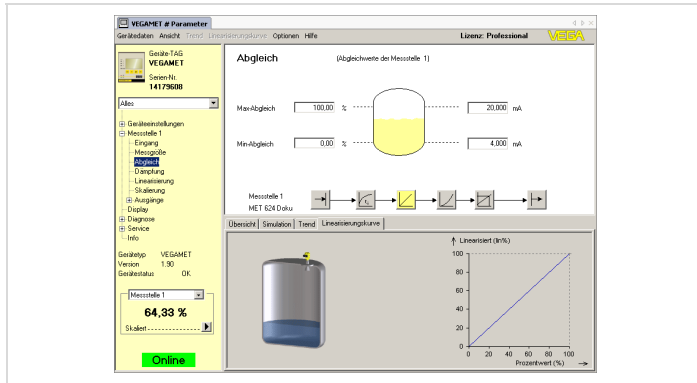 VEGAMET # Parameter
Gerätedaten Ansicht Trend Linearisierungskurve Optionen Hilfe Lizenz: Professional VEGA
Geräte-TAG
VEGAMET
Serien-Nr.
14179608
Alles
Geräteeinstellungen
Messstelle 1
Eingang
Messgröße
Abgleich
Dämpfung
Linearisierung
Skalierung
Ausgänge
Display
Diagnose
Service
Info
Gerätetyp VEGAMET
Version 1.90
Gerätestatus OK
Messstelle 1
64,33 %
Skaliert
Online
Abgleich (Abgleichwerte der Messstelle 1)
Max-Abgleich 100,00 % 20,000 mA
Min-Abgleich 0,00 % 4,000 mA
Messstelle 1
MET 624 Doku
Übersicht Simulation Trend Linearisierungskurve
Linearisiert (lin%)
100
80
60
40
20
0
0 20 40 60 80 100
Prozentwert (%)